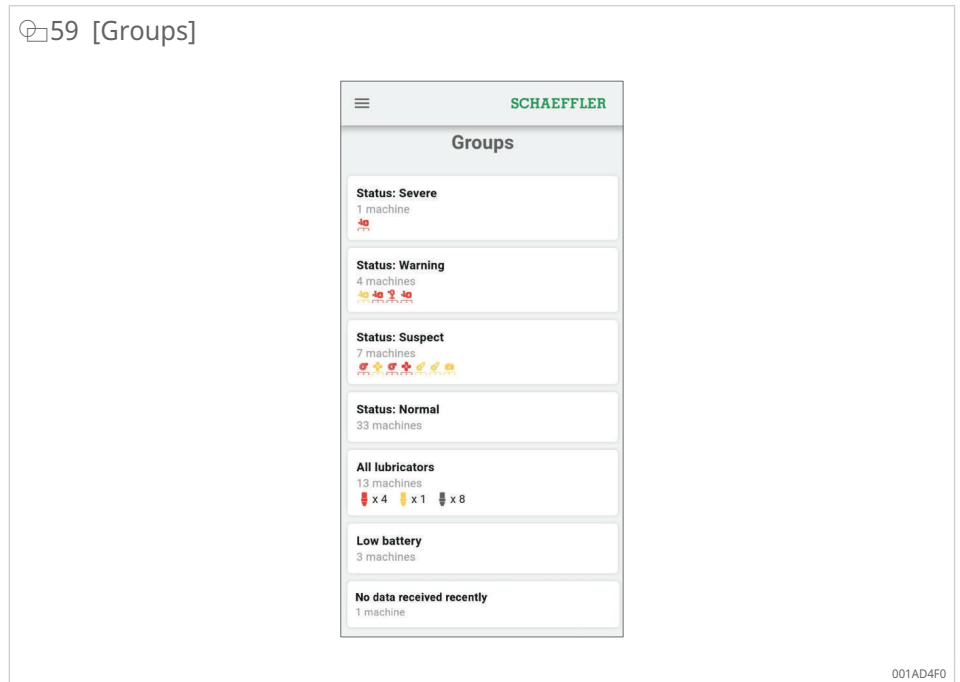 59 [Groups]
SCHAEFFLER
Groups
Status: Severe
1 machine
Status: Warning
4 machines
Status: Suspect
7 machines
Status: Normal
33 machines
All lubricators
13 machines
x 4 x 1 x 8
Low battery
3 machines
No data received recently
1 machine
001AD4F0